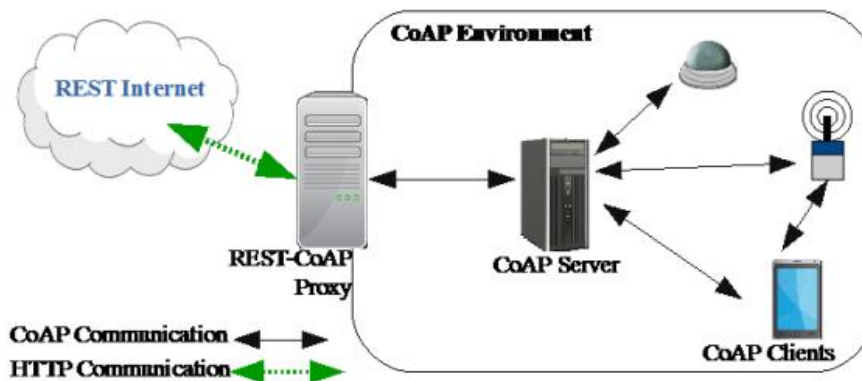 CoAP Environment
REST Internet
REST-CoAP
Proxy
CoAP Server
CoAP Clients
CoAP Communication
HTTP Communication